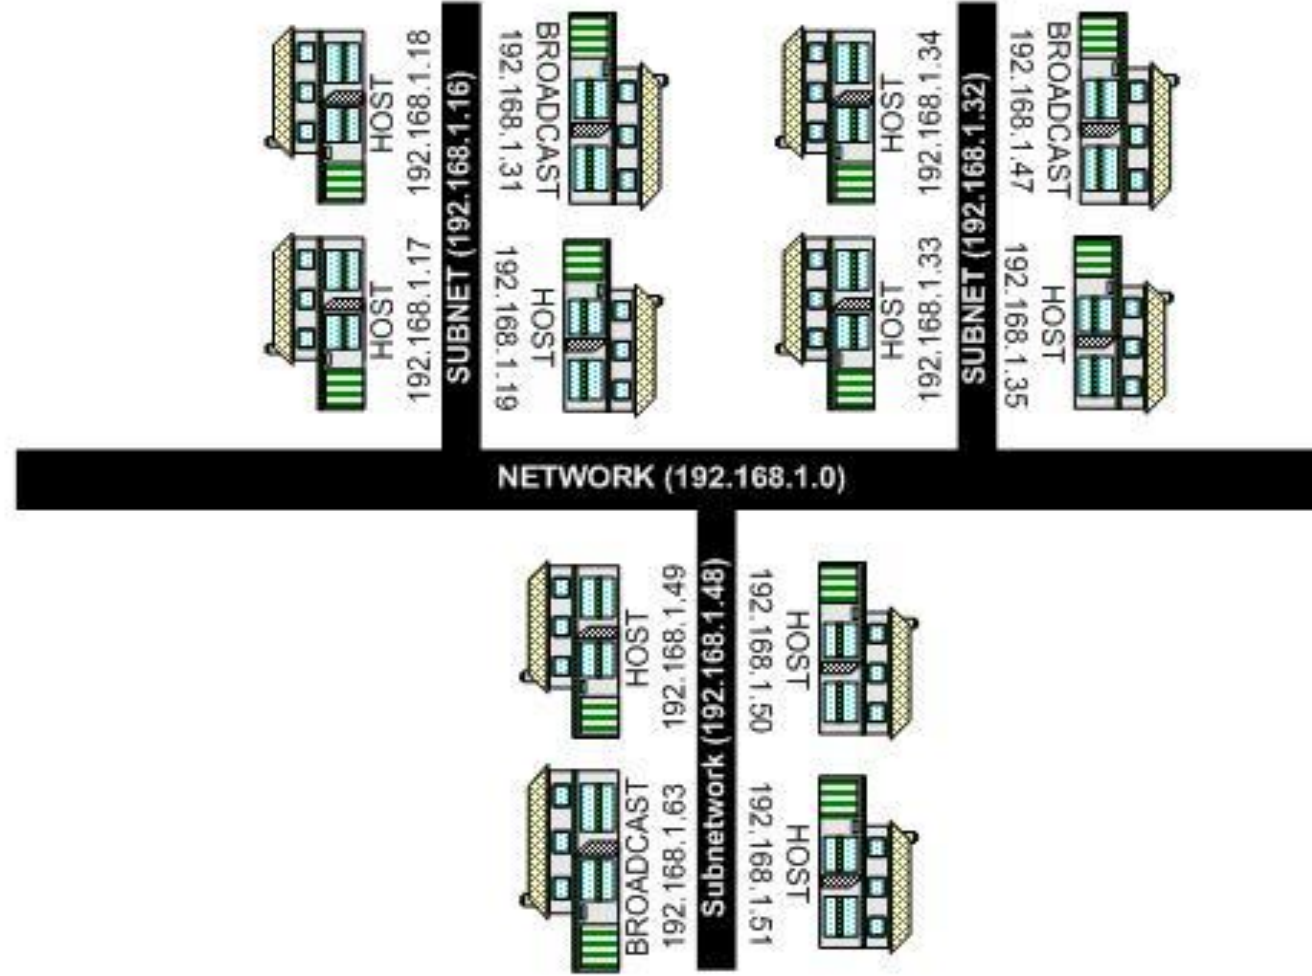 HOST
192.168.1.18
SUBNET (192.168.1.16)
BROADCAST
192.168.1.31
HOST
192.168.1.17
HOST
192.168.1.19
HOST
192.168.1.34
SUBNET (192.168.1.32)
BROADCAST
192.168.1.47
HOST
192.168.1.33
HOST
192.168.1.35
NETWORK (192.168.1.0)
HOST
192.168.1.49
Subnetwork (192.168.1.48)
HOST
192.168.1.50
BROADCAST
192.168.1.63
HOST
192.168.1.51